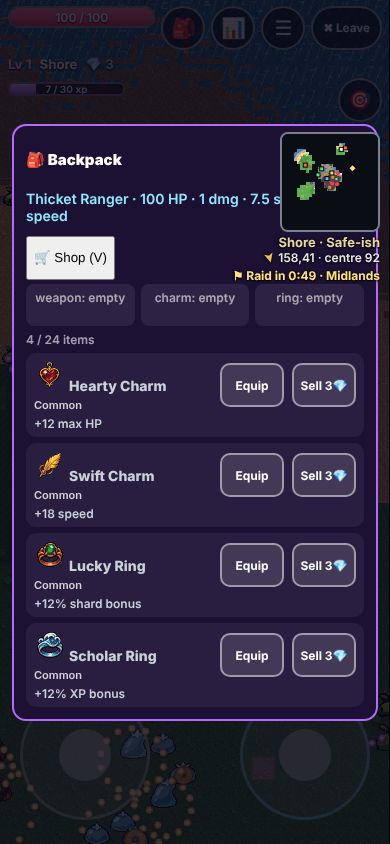 100 / 100
✖ Leave
Lv.1 Shore 💎 3
7 / 30 xp
🎒 Backpack
Thicket Ranger · 100 HP · 1 dmg · 7.5 s
speed
🛒 Shop (V)
Shore · Safe-ish
158,41 · centre 92
⚑ Raid in 0:49 · Midlands
weapon: empty
charm: empty
ring: empty
4 / 24 items
Hearty Charm
Equip
Sell 3💎
Common
+12 max HP
Swift Charm
Equip
Sell 3💎
Common
+18 speed
Lucky Ring
Equip
Sell 3💎
Common
+12% shard bonus
Scholar Ring
Equip
Sell 3💎
Common
+12% XP bonus